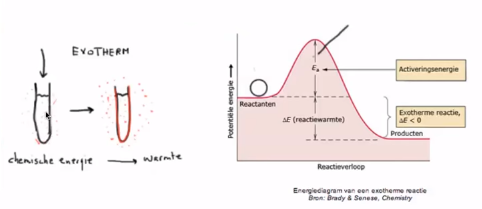 EXOTHERM
chemische energie → warmte
Potentiële energie
Eₐ
Activeringsenergie
Reactanten
ΔE (reactiewarmte)
Exotherme reactie,
ΔE < 0
Producten
Reactieverloop
Energiediagram van een exotherme reactie
Bron: Brady & Senese, Chemistry